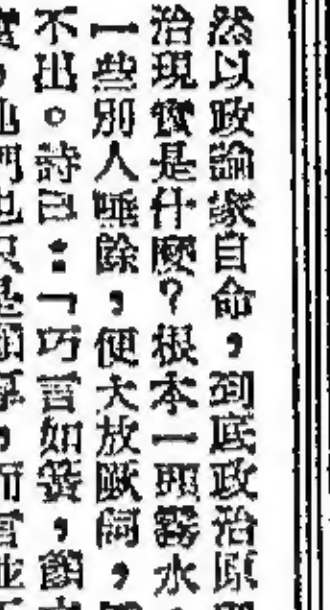 然以政論家自命，到底政治原
治現實是什麼？根本一頭霧水
一些別人唾餘，便大放厥詞，
不出。詩曰：「巧言如簧，顏